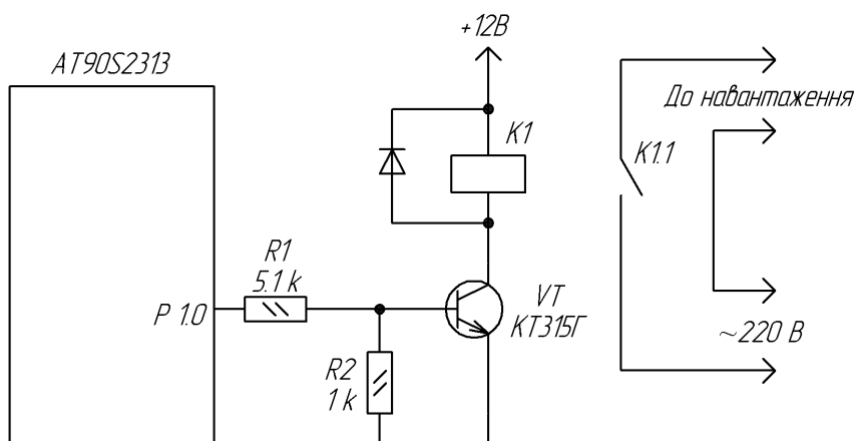 +12В
AT90S2313
До навантаження
K1
K1.1
R1
5.1 k
P 1.0
VT
КТ315Г
~220 В
R2
1 k